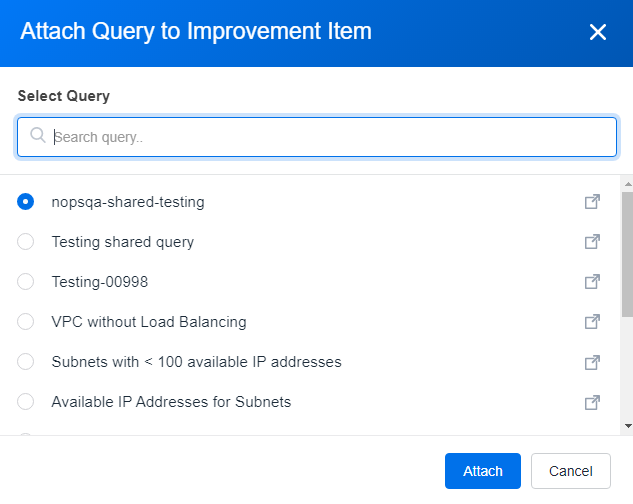 Attach Query to Improvement Item
Select Query
Search query..
nopsqa-shared-testing
Testing shared query
Testing-00998
VPC without Load Balancing
Subnets with < 100 available IP addresses
Available IP Addresses for Subnets
Attach Cancel